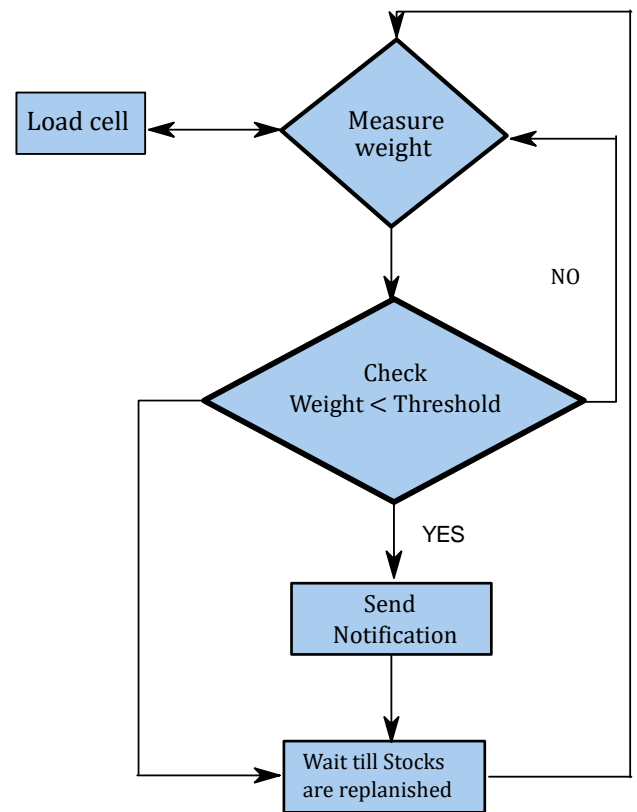 Load cell
Measure
weight
NO
Check
Weight < Threshold
YES
Send
Notification
Wait till Stocks
are replanished